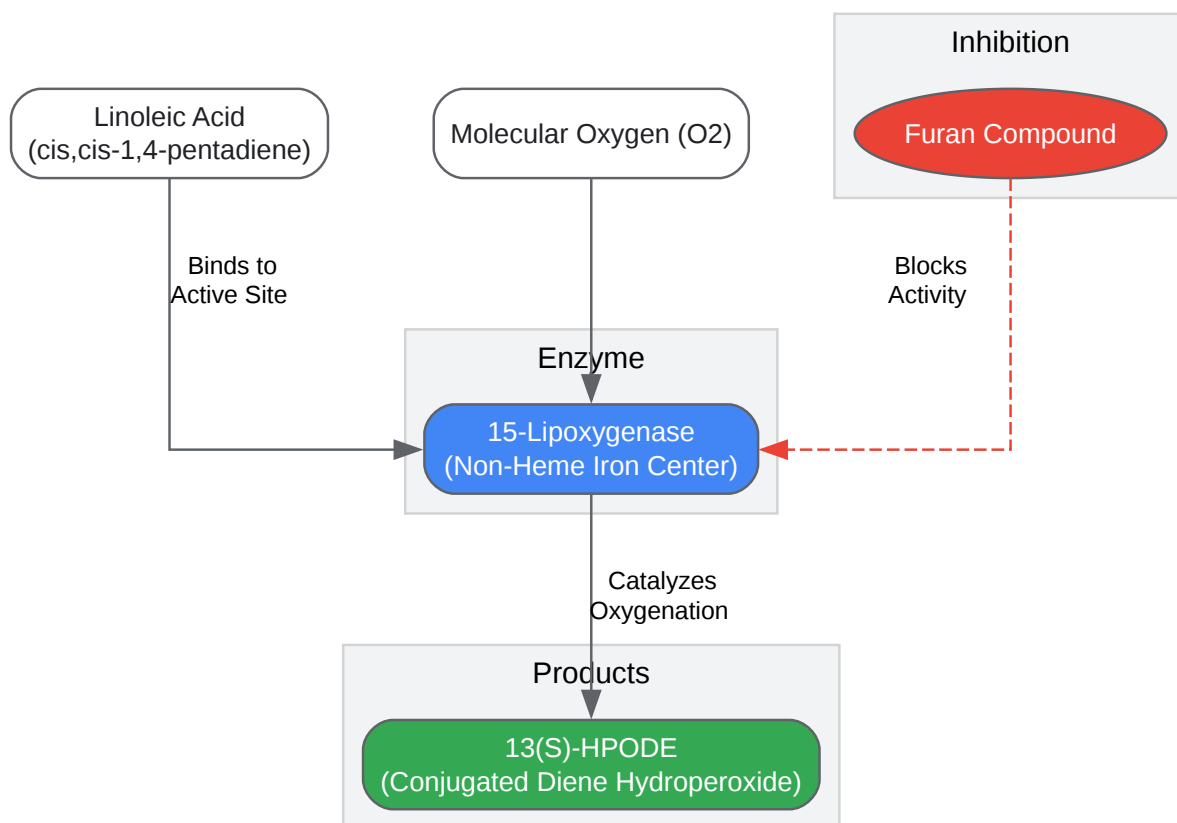 Inhibition
Linoleic Acid
(cis,cis-1,4-pentadiene)
Molecular Oxygen (O2)
Furan Compound
Binds to
Active Site
Blocks
Activity
Enzyme
15-Lipoxygenase
(Non-Heme Iron Center)
Catalyzes
Oxygenation
Products
13(S)-HPODE
(Conjugated Diene Hydroperoxide)